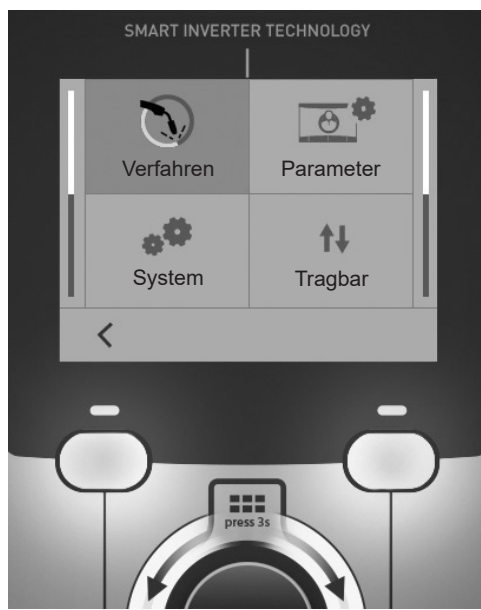 SMART INVERTER TECHNOLOGY
Verfahren
Parameter
System
Tragbar
press 3s